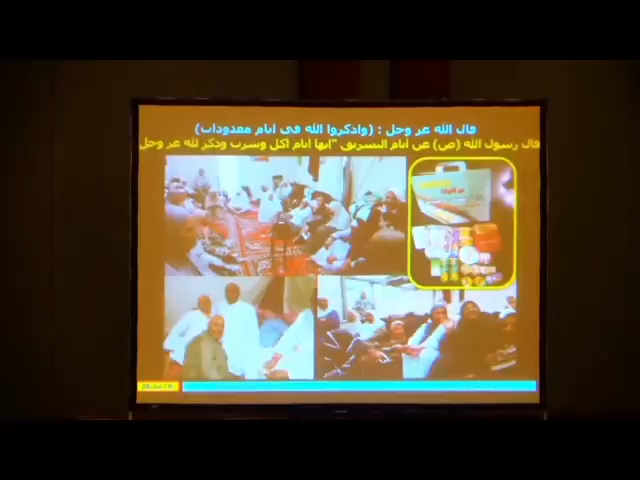 قال الله عز وجل : (واذكروا الله في أيام معدودات)
قال رسول الله (ص) عن أيام التشريق "إنها أيام أكل وشرب وذكر لله عز وجل